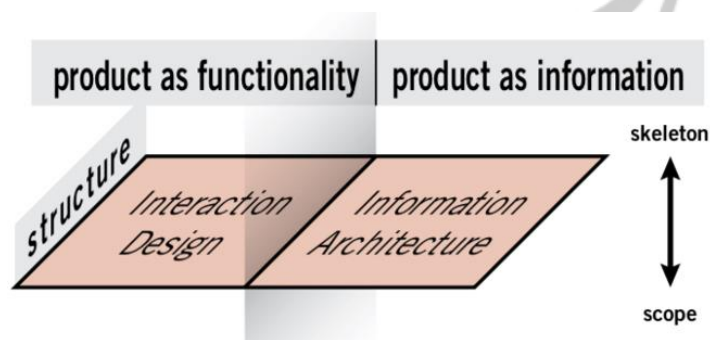 product as functionality
product as information
skeleton
structure
Interaction
Design
Information
Architecture
scope